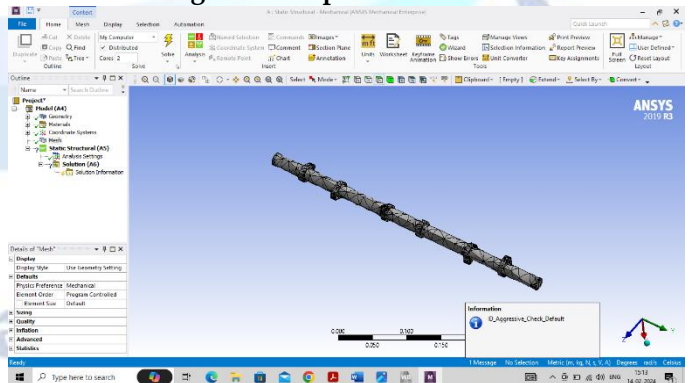 Context
A : Static Structural - Mechanical [ANSYS Mechanical Enterprise]
File Home Mesh Display Selection Automation
Quick Launch
Duplicate
Cut Delete
Copy Find
Paste Tree
Outline
My Computer
Distributed
Cores 2
Solve
Solve
Analysis
Named Selection
Coordinate System
Remote Point
Commands
Comment
Chart
Images
Section Plane
Annotation
Insert
Units Worksheet Keyframe Animation
Tags
Wizard
Show Errors
Manage Views
Selection Information
Unit Converter
Print Preview
Report Preview
Key Assignments
Tools
Full Screen
Manage
User Defined
Reset Layout
Layout
Outline
Name Search Outline
Select Mode
Clipboard [Empty] Extend Select By Convert
Project*
Model (A4)
Geometry
Materials
Coordinate Systems
Mesh
Static Structural (A5)
Analysis Settings
Solution (A6)
Solution Information
ANSYS
2019 R3
Details of "Mesh"
Display
Display Style Use Geometry Setting
Defaults
Physics Preference Mechanical
Element Order Program Controlled
Element Size Default
Sizing
Quality
Inflation
Advanced
Statistics
0.000 0.100
0.050 0.150
Information
ID_Aggressive_Check_Default
Ready
1 Message No Selection Metric (m, kg, N, s, V, A) Degrees rad/s Celsius
Type here to search
ENG
1513
14-02-2024